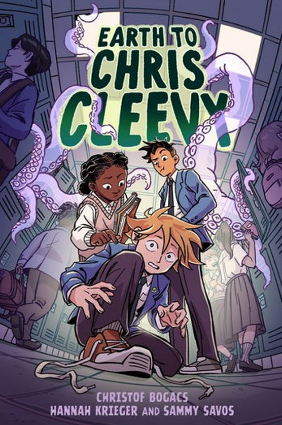 EARTH TO
CHRIS
CLEEVY
CHRISTOF BOGACS
HANNAH KRIEGER AND SAMMY SAVOS